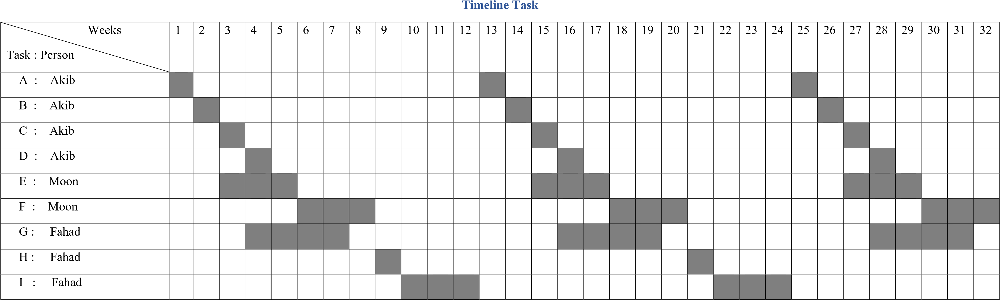 Timeline Task
Weeks 1 2 3 4 5 6 7 8 9 10 11 12 13 14 15 16 17 18 19 20 21 22 23 24 25 26 27 28 29 30 31 32
Task : Person
A : Akib
B : Akib
C : Akib
D : Akib
E : Moon
F : Moon
G : Fahad
H : Fahad
I : Fahad